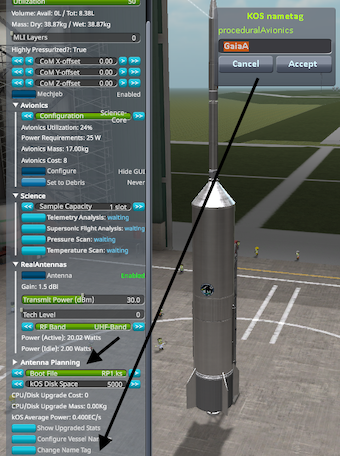 Utilization 50
Volume: Avail: 0L / Tot: 8.38L
Mass: Dry: 38.87kg / Wet: 38.87kg
MLI Layers 0
Highly Pressurized?: True
CoM X-offset 0.00
CoM Y-offset 0.00
CoM Z-offset 0.00
Mechjeb Enabled
Avionics
Configuration Science-Core
Avionics Utilization: 24%
Power Requirements: 25 W
Avionics Mass: 17.00kg
Avionics Cost: 8
Configure Hide GUI
Set to Debris Never
Science
Sample Capacity 1 slot
Telemetry Analysis: waiting
Supersonic Flight Analysis: waiting
Pressure Scan: waiting
Temperature Scan: waiting
RealAntennas
Antenna Enabled
Gain: 1.5 dBi
Transmit Power (dBm) 30.0
Tech Level 0
RF Band UHF-Band
Power (Active): 20.02 Watts
Power (Idle): 2.00 Watts
Antenna Planning
Boot File RP1.ks
kOS Disk Space 5000
CPU/Disk Upgrade Cost: 0
CPU/Disk Upgrade Mass: 0.00Kg
kOS Average Power: 0.400EC/s
Show Upgraded Stats
Configure Vessel Nam
Change Name Tag
KOS nametag
proceduralAvionics
GaiaA
Cancel Accept